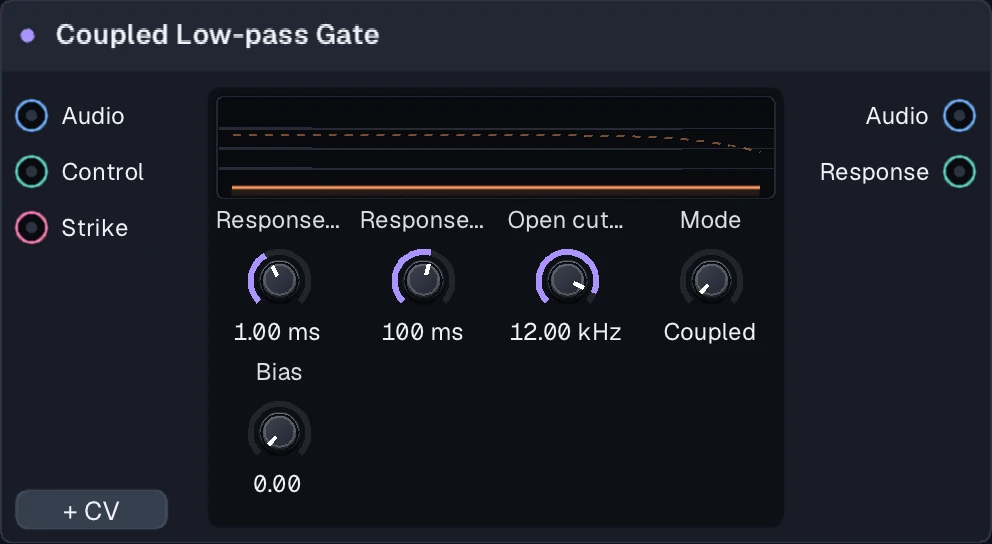 Coupled Low-pass Gate
Audio
Control
Strike
Audio
Response
Response... Response... Open cut... Mode
1.00 ms 100 ms 12.00 kHz Coupled
Bias
0.00
+ CV